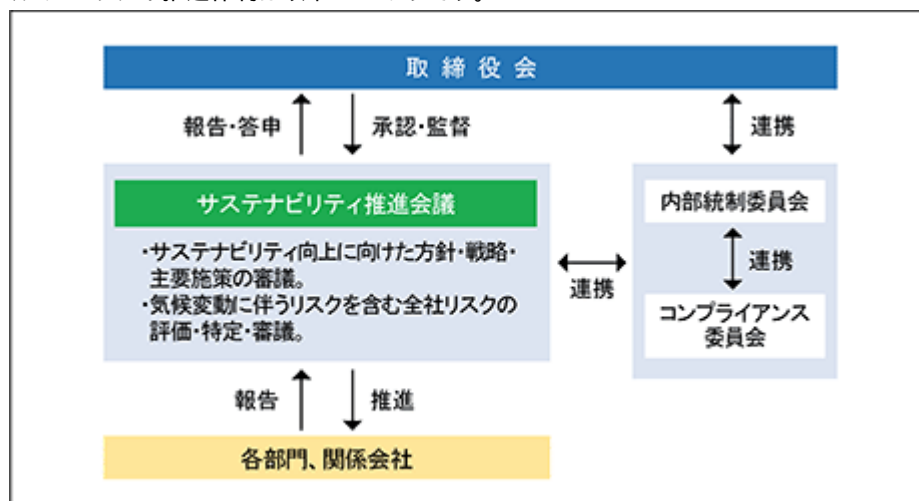 取締役会
報告・答申
承認・監督
連携
サステナビリティ推進会議
・サステナビリティ向上に向けた方針・戦略・
主要施策の審議。
・気候変動に伴うリスクを含む全社リスクの
評価・特定・審議。
連携
内部統制委員会
連携
コンプライアンス
委員会
報告
推進
各部門、関係会社